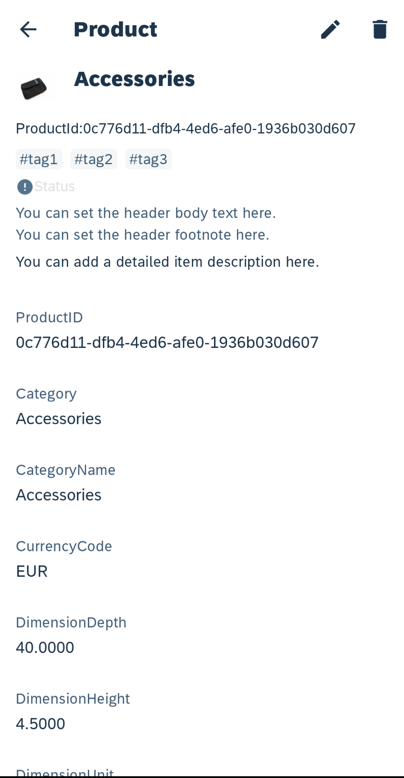 Product
Accessories
ProductId:0c776d11-dfb4-4ed6-afe0-1936b030d607
#tag1 #tag2 #tag3
Status
You can set the header body text here.
You can set the header footnote here.
You can add a detailed item description here.
ProductID
0c776d11-dfb4-4ed6-afe0-1936b030d607
Category
Accessories
CategoryName
Accessories
CurrencyCode
EUR
DimensionDepth
40.0000
DimensionHeight
4.5000
DimensionUnit